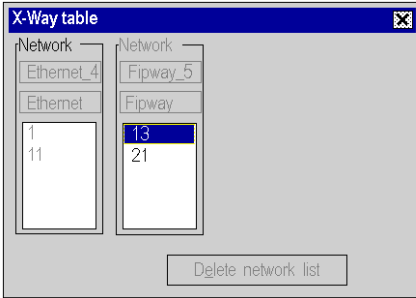 X-Way table
Network
Ethernet_4
Ethernet
1
11
Network
Fipway_5
Fipway
13
21
Delete network list